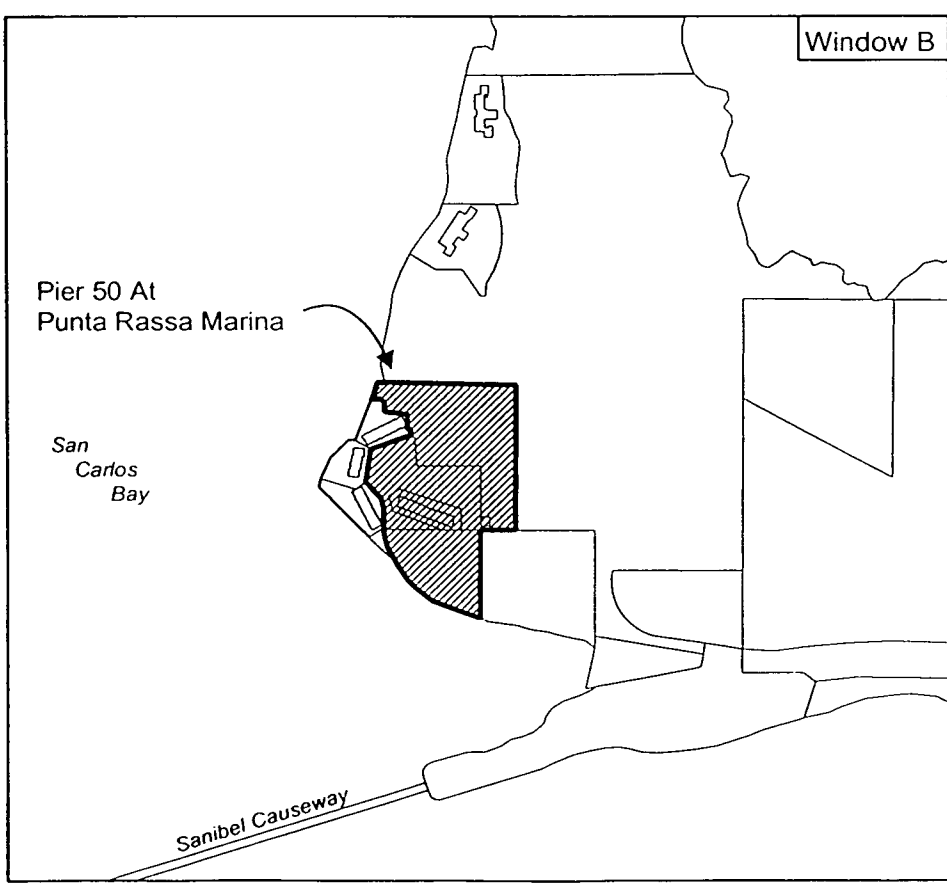 Window B
Pier 50 At
Punta Rassa Marina
San
Carlos
Bay
Sanibel Causeway